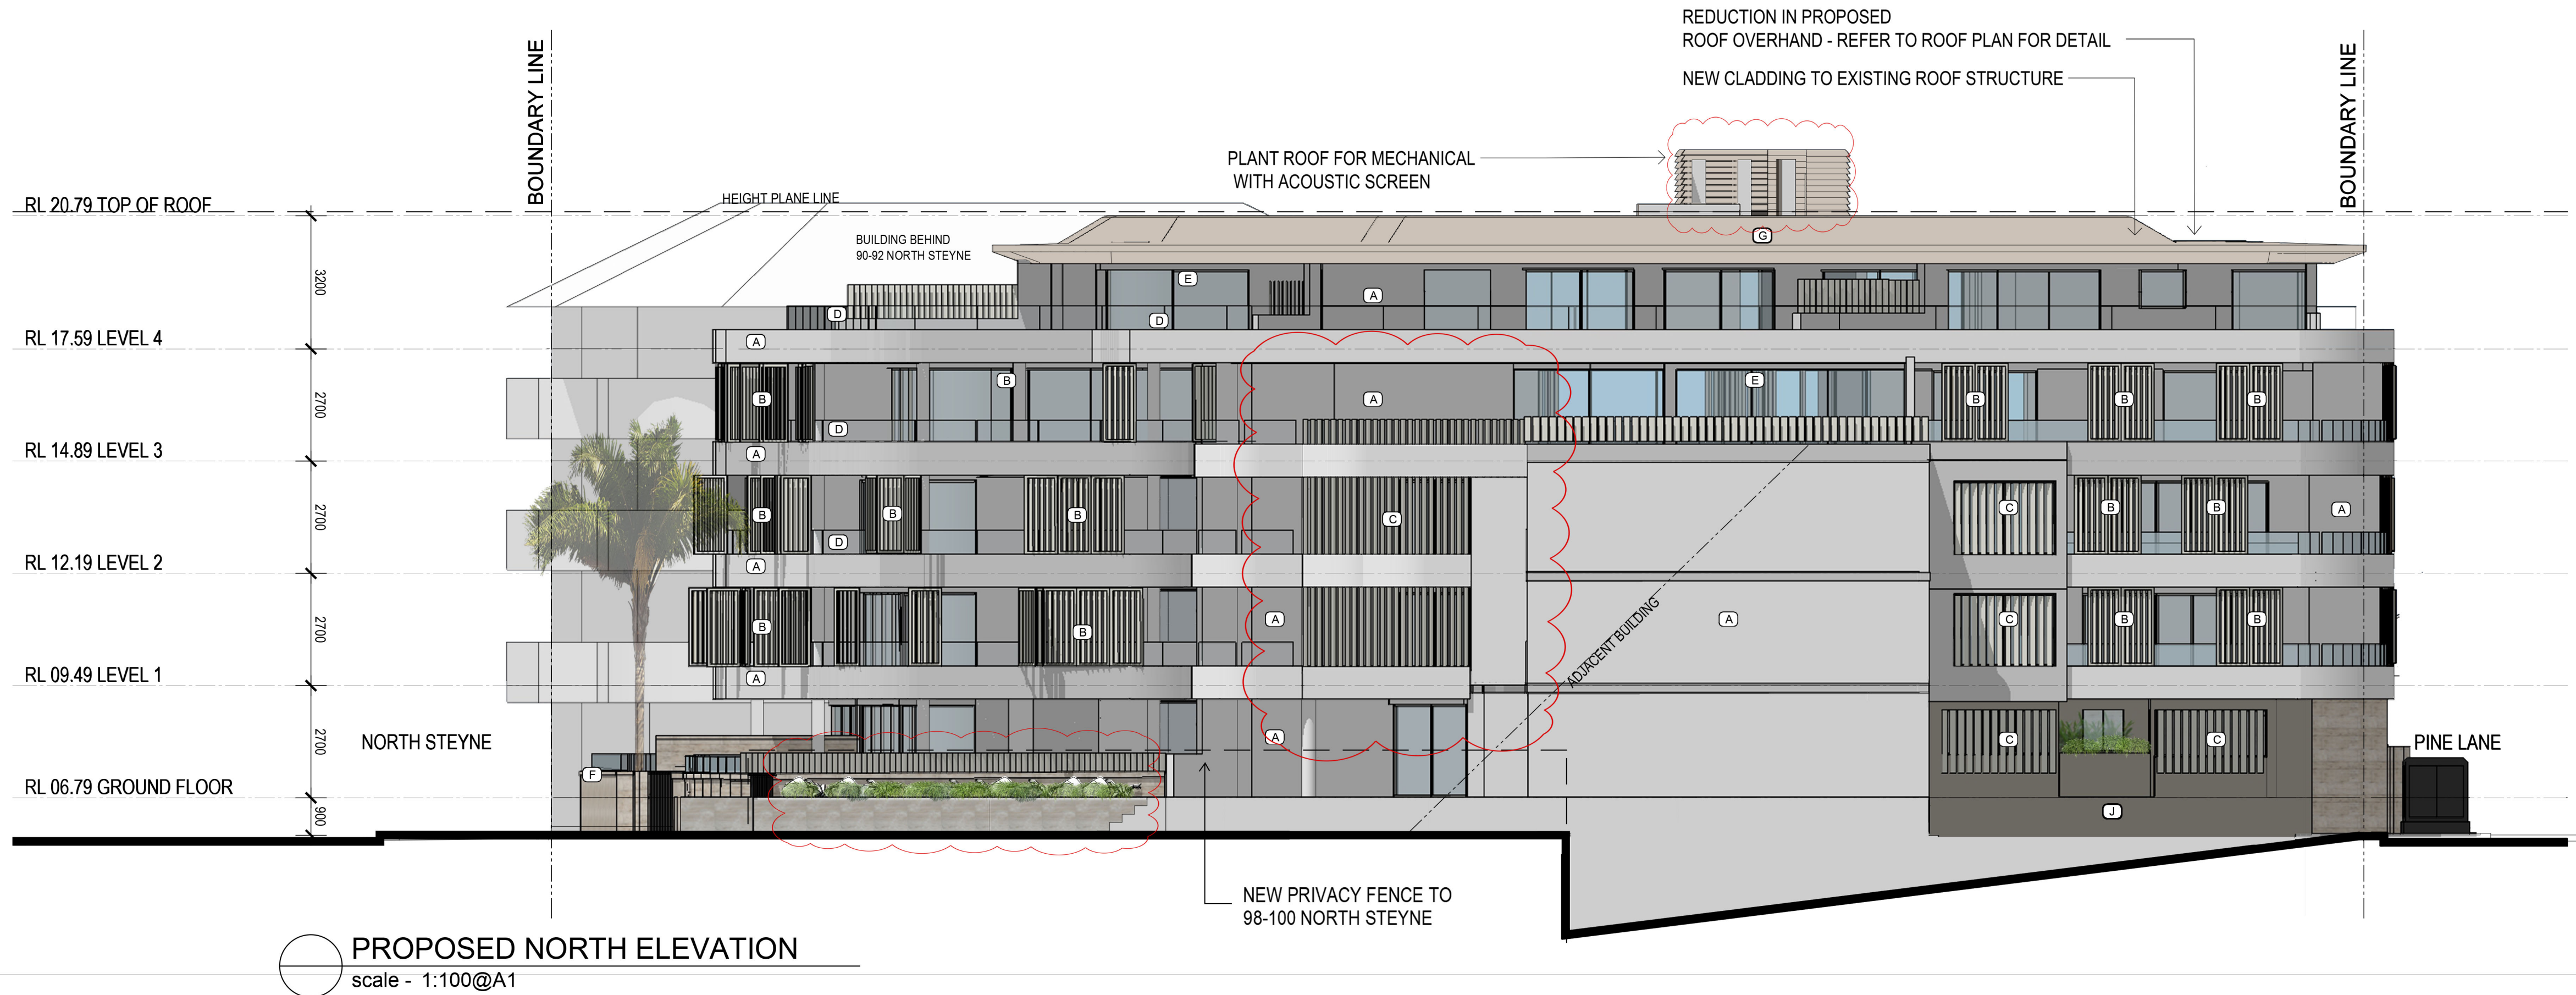 REDUCTION IN PROPOSED
ROOF OVERHAND - REFER TO ROOF PLAN FOR DETAIL
NEW CLADDING TO EXISTING ROOF STRUCTURE
BOUNDARY LINE
BOUNDARY LINE
PLANT ROOF FOR MECHANICAL
WITH ACOUSTIC SCREEN
HEIGHT PLANE LINE
RL 20.79 TOP OF ROOF
BUILDING BEHIND
90-92 NORTH STEYNE
G
3200
E
A
D
D
RL 17.59 LEVEL 4
A
2700
B
B
A
E
B
B
B
D
RL 14.89 LEVEL 3
A
2700
B
B
B
C
C
B
B
A
D
RL 12.19 LEVEL 2
A
2700
B
B
A
A
C
B
B
ADJACENT BUILDING
RL 09.49 LEVEL 1
A
2700
NORTH STEYNE
A
C
C
PINE LANE
F
RL 06.79 GROUND FLOOR
900
J
NEW PRIVACY FENCE TO
98-100 NORTH STEYNE
PROPOSED NORTH ELEVATION
scale - 1:100@A1